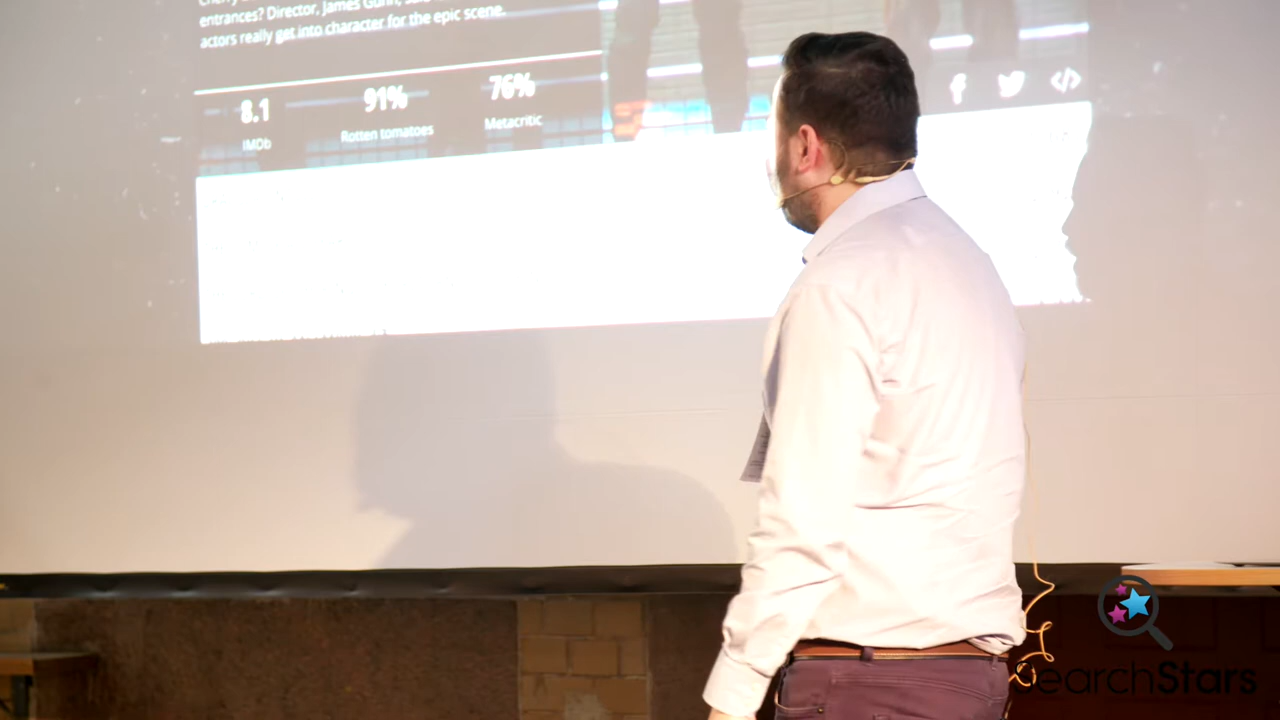 entrances? Director, James Gunn,
actors really get into character for the epic scene.
8.1
91%
76%
IMDb
Rotten tomatoes
Metacritic
SearchStars